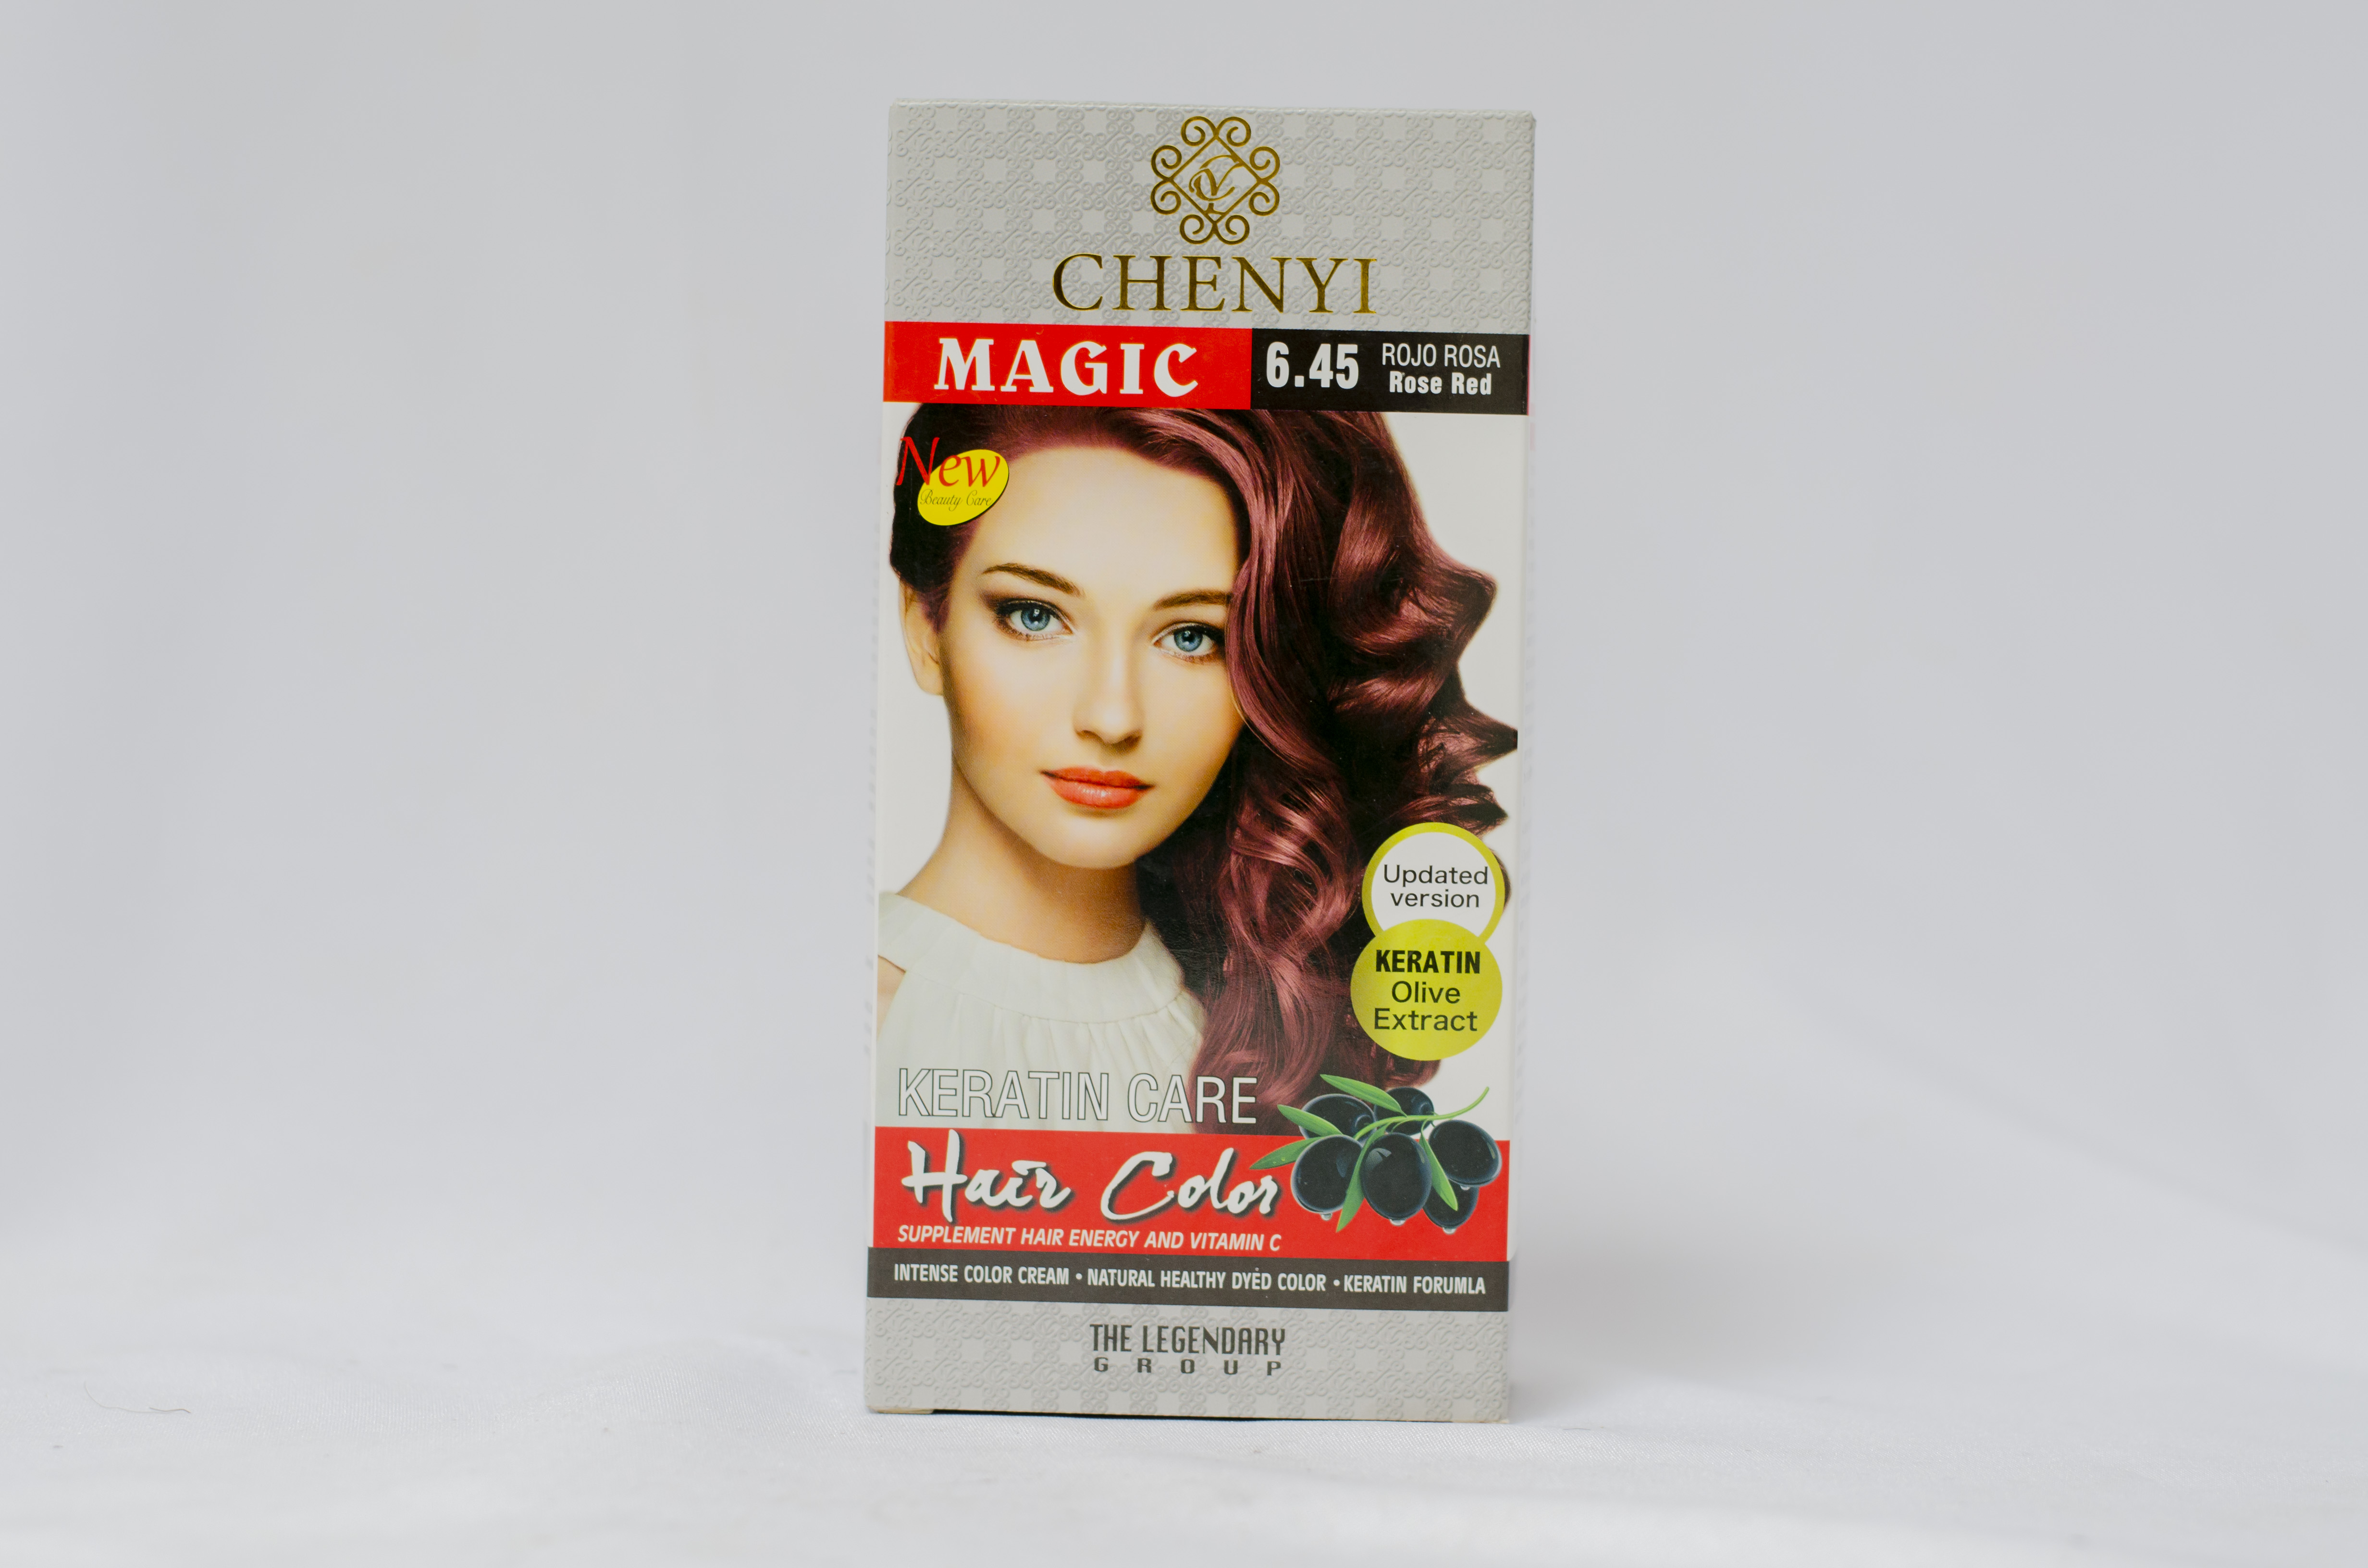 CHENYI
MAGIC
6.45
ROJO ROSA
Rose Red
New
Beauty Care
Updated
version
KERATIN
Olive
Extract
KERATIN CARE
Hair Color
SUPPLEMENT HAIR ENERGY AND VITAMIN C
INTENSE COLOR CREAM • NATURAL HEALTHY DYED COLOR • KERATIN FORUMLA
THE LEGENDARY
GROUP